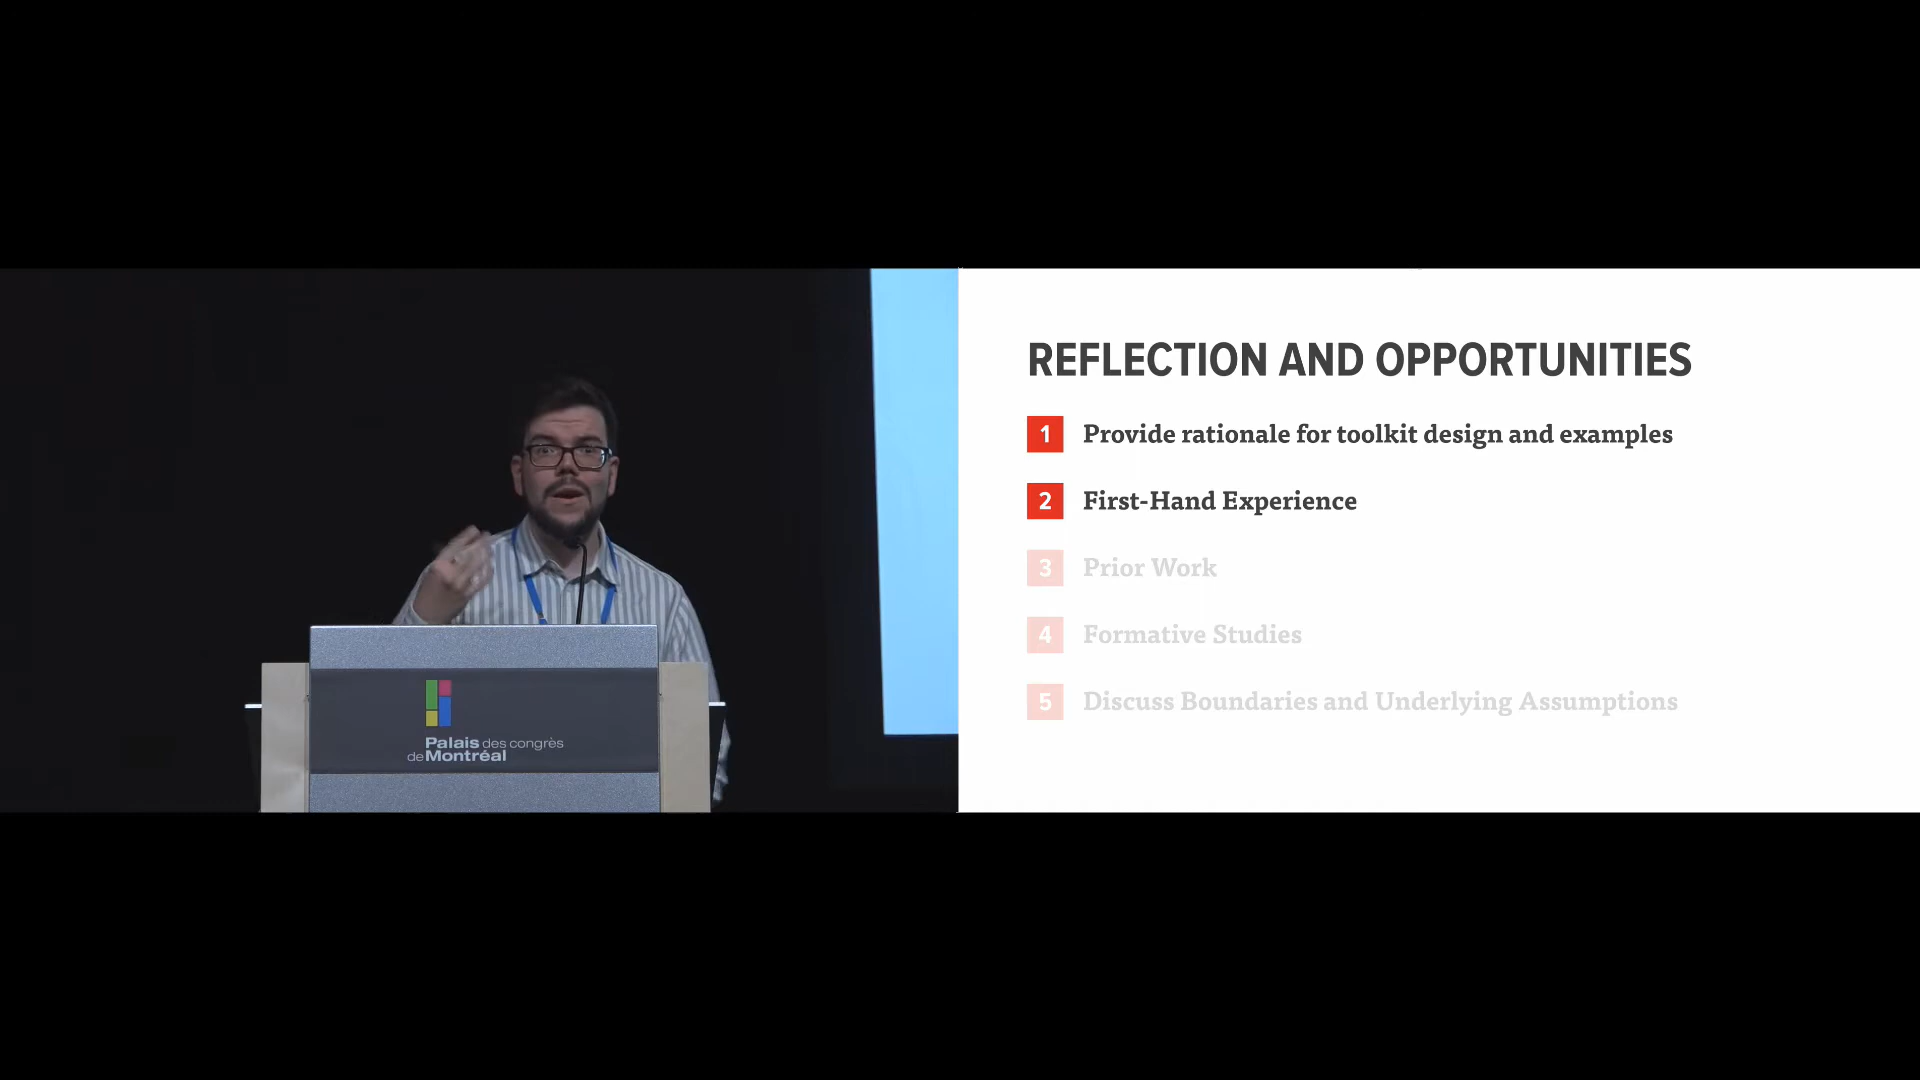 Palais des congrès
de Montréal
REFLECTION AND OPPORTUNITIES
1 Provide rationale for toolkit design and examples
2 First-Hand Experience
3 Prior Work
4 Formative Studies
5 Discuss Boundaries and Underlying Assumptions